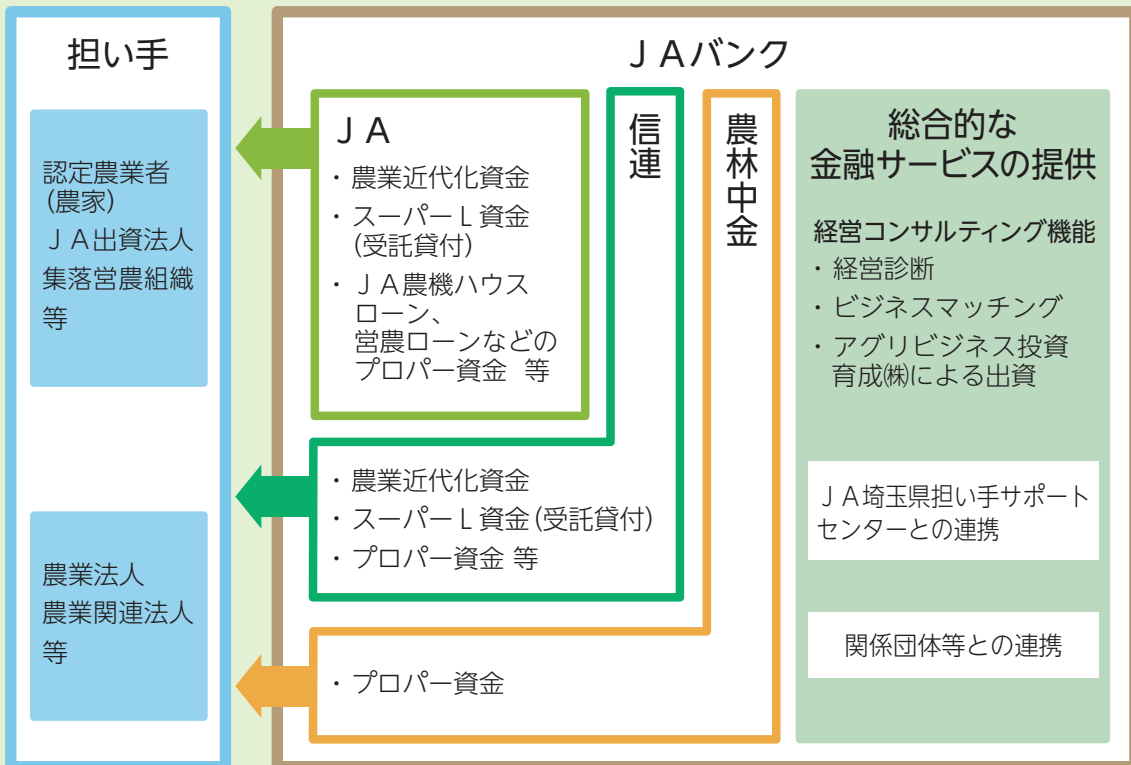 担い手
認定農業者
(農家)
ＪＡ出資法人
集落営農組織
等
農業法人
農業関連法人
等
ＪＡバンク
ＪＡ
・農業近代化資金
・スーパーＬ資金
(受託貸付)
・ＪＡ農機ハウス
ローン、
営農ローンなどの
プロパー資金 等
信連
・農業近代化資金
・スーパーＬ資金(受託貸付)
・プロパー資金 等
農林中金
・プロパー資金
総合的な
金融サービスの提供
経営コンサルティング機能
・経営診断
・ビジネスマッチング
・アグリビジネス投資
育成㈱による出資
ＪＡ埼玉県担い手サポート
センターとの連携
関係団体等との連携